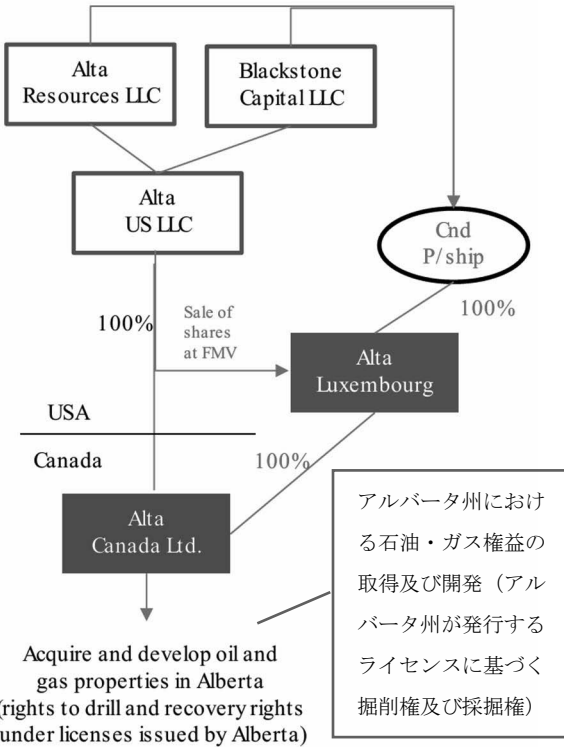 Alta
Resources LLC
Blackstone
Capital LLC
Alta
US LLC
Cnd
P/ship
100%
Sale of
shares
at FMV
100%
Alta
Luxembourg
USA
Canada
100%
Alta
Canada Ltd.
アルバータ州におけ
る石油・ガス権益の
取得及び開発（アル
バータ州が発行する
ライセンスに基づく
掘削権及び採掘権）
Acquire and develop oil and
gas properties in Alberta
(rights to drill and recovery rights
under licenses issued by Alberta)